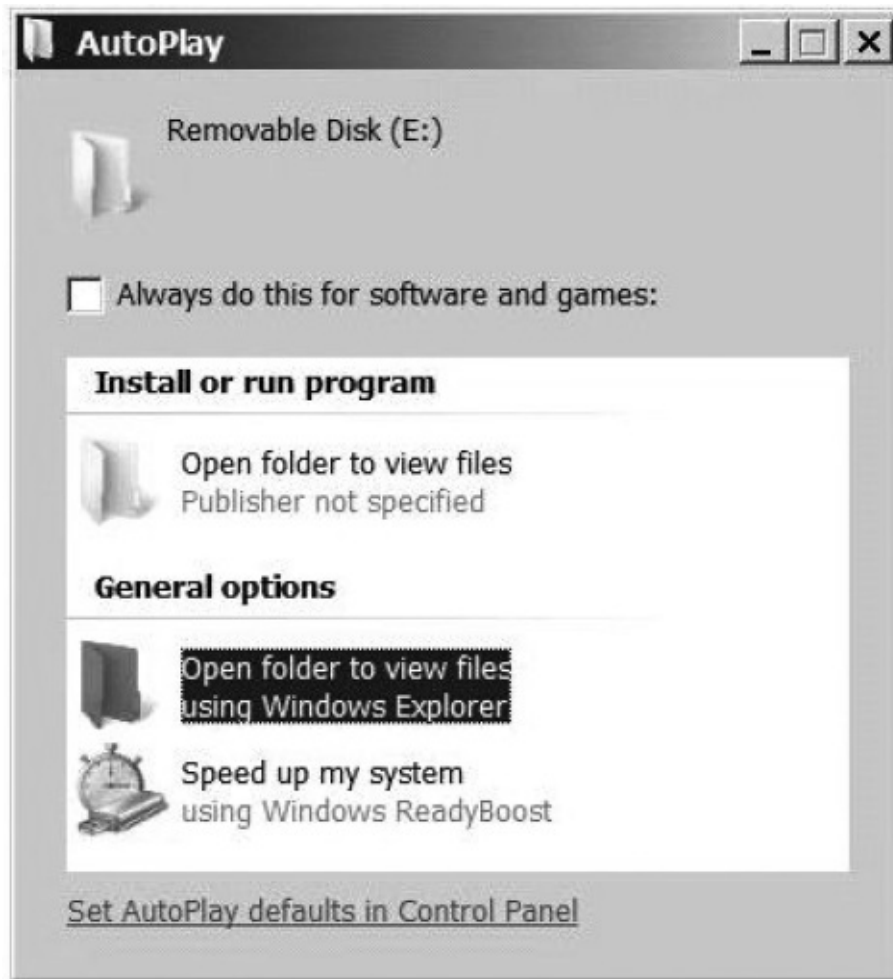 AutoPlay
Removable Disk (E:)
Always do this for software and games:
Install or run program
Open folder to view files
Publisher not specified
General options
Open folder to view files
using Windows Explorer
Speed up my system
using Windows ReadyBoost
Set AutoPlay defaults in Control Panel